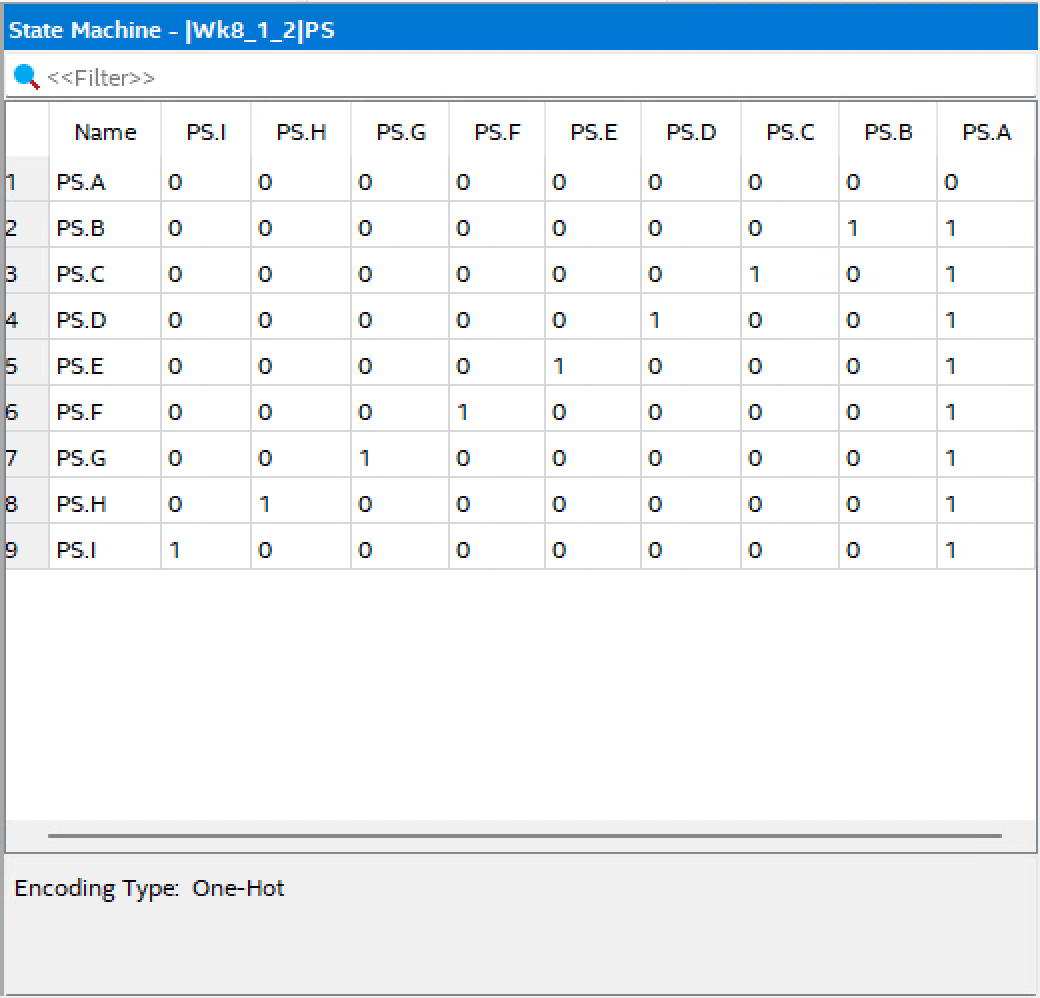 State Machine - |Wk8_1_2|PS
<<Filter>>
Name PS.I PS.H PS.G PS.F PS.E PS.D PS.C PS.B PS.A
1 PS.A 0 0 0 0 0 0 0 0 0
2 PS.B 0 0 0 0 0 0 0 1 1
3 PS.C 0 0 0 0 0 0 1 0 1
4 PS.D 0 0 0 0 0 1 0 0 1
5 PS.E 0 0 0 0 1 0 0 0 1
6 PS.F 0 0 0 1 0 0 0 0 1
7 PS.G 0 0 1 0 0 0 0 0 1
8 PS.H 0 1 0 0 0 0 0 0 1
9 PS.I 1 0 0 0 0 0 0 0 1
Encoding Type: One-Hot